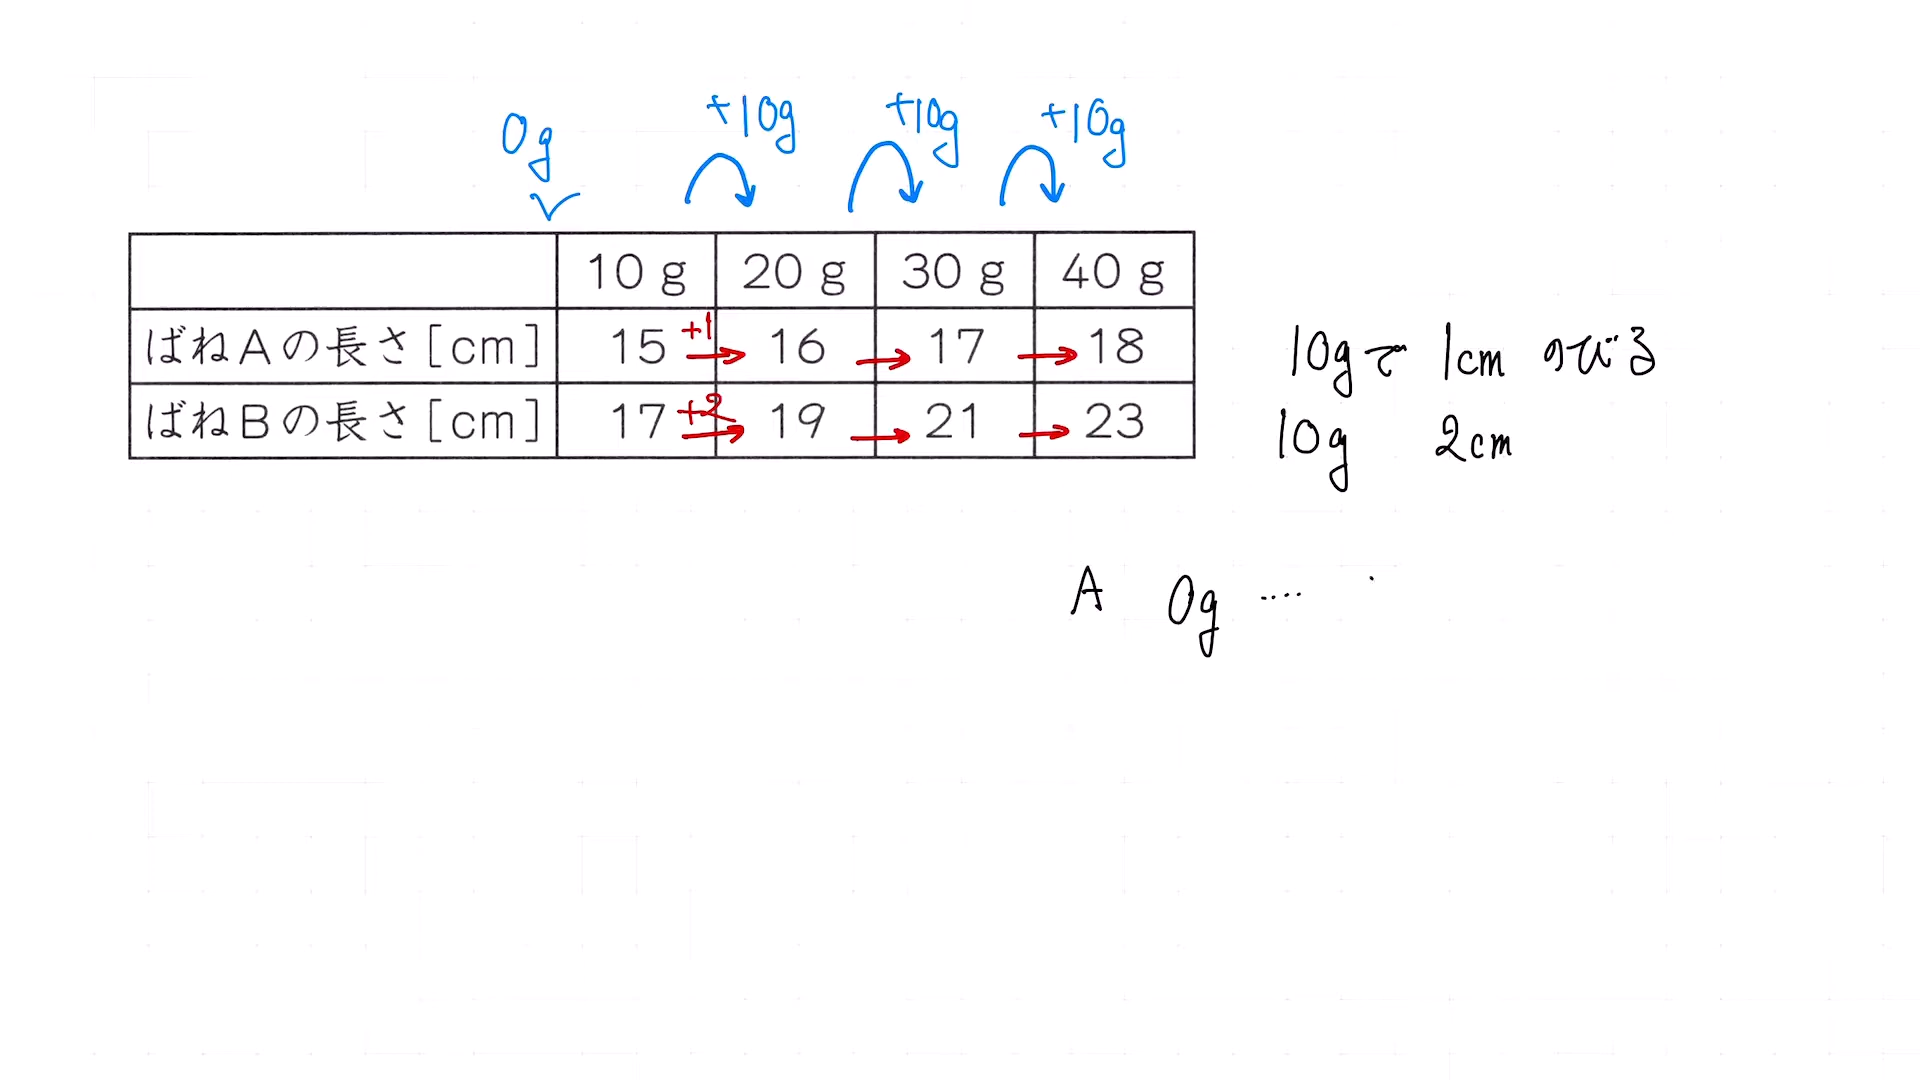 0g +10g +10g +10g
10 g 20 g 30 g 40 g
ばねAの長さ[cm] 15 +1 16 17 18
ばねBの長さ[cm] 17 +2 19 21 23
10gで 1cm のびる
10g 2cm
A 0g ....